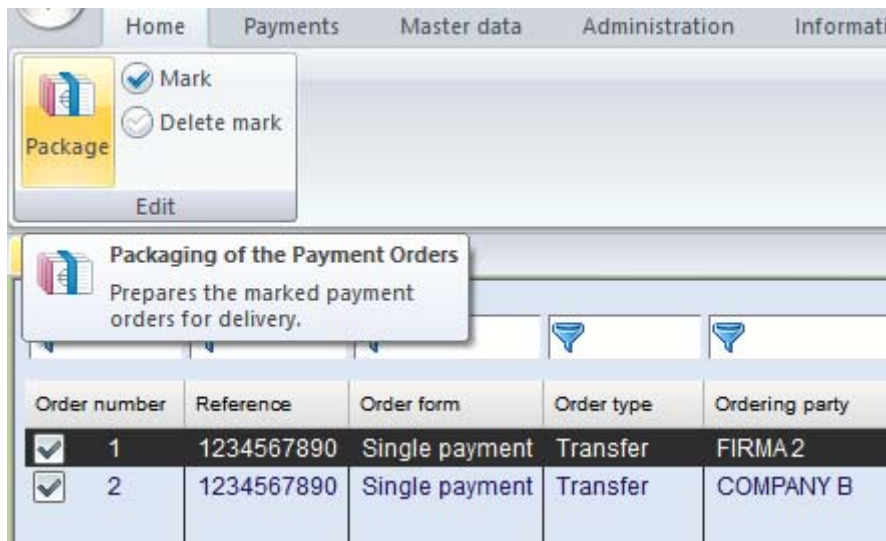 Home Payments Master data Administration Informati
Mark
Delete mark
Package
Edit
Packaging of the Payment Orders
Prepares the marked payment
orders for delivery.
Order number Reference Order form Order type Ordering party
1 1234567890 Single payment Transfer FIRMA 2
2 1234567890 Single payment Transfer COMPANY B